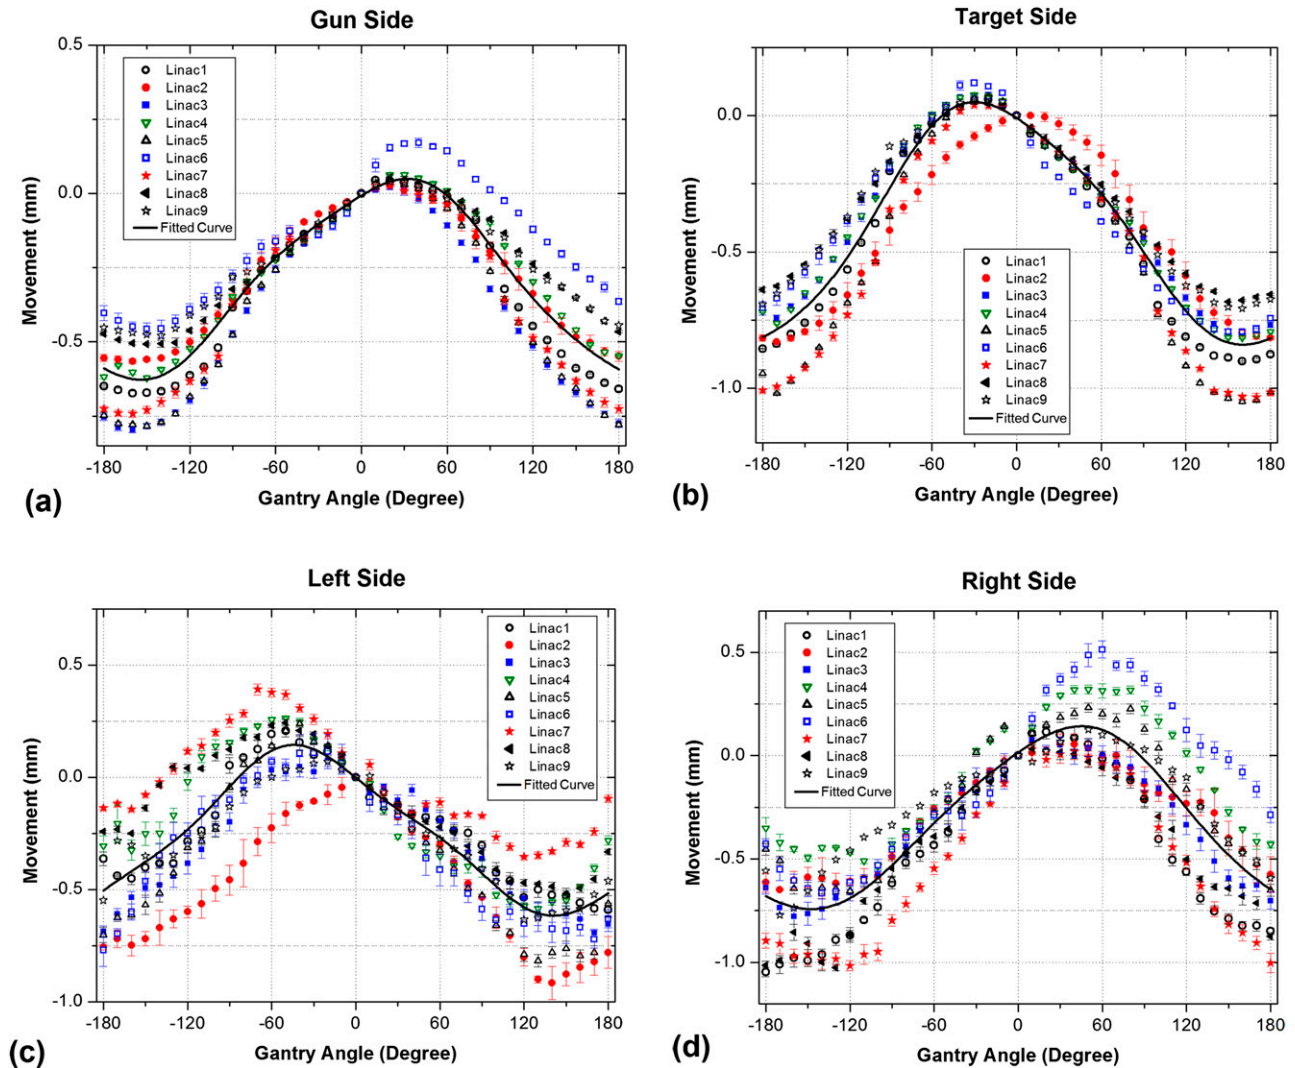 Gun Side
0.5
0.0
-0.5
Movement (mm)
Linac1
Linac2
Linac3
Linac4
Linac5
Linac6
Linac7
Linac8
Linac9
Fitted Curve
-180 -120 -60 0 60 120 180
Gantry Angle (Degree)
(a)
Target Side
0.0
-0.5
-1.0
Movement (mm)
Linac1
Linac2
Linac3
Linac4
Linac5
Linac6
Linac7
Linac8
Linac9
Fitted Curve
-180 -120 -60 0 60 120 180
Gantry Angle (Degree)
(b)
Left Side
0.5
0.0
-0.5
-1.0
Movement (mm)
Linac1
Linac2
Linac3
Linac4
Linac5
Linac6
Linac7
Linac8
Linac9
Fitted Curve
-180 -120 -60 0 60 120 180
Gantry Angle (Degree)
(c)
Right Side
0.5
0.0
-0.5
-1.0
Movement (mm)
Linac1
Linac2
Linac3
Linac4
Linac5
Linac6
Linac7
Linac8
Linac9
Fitted Curve
-180 -120 -60 0 60 120 180
Gantry Angle (Degree)
(d)